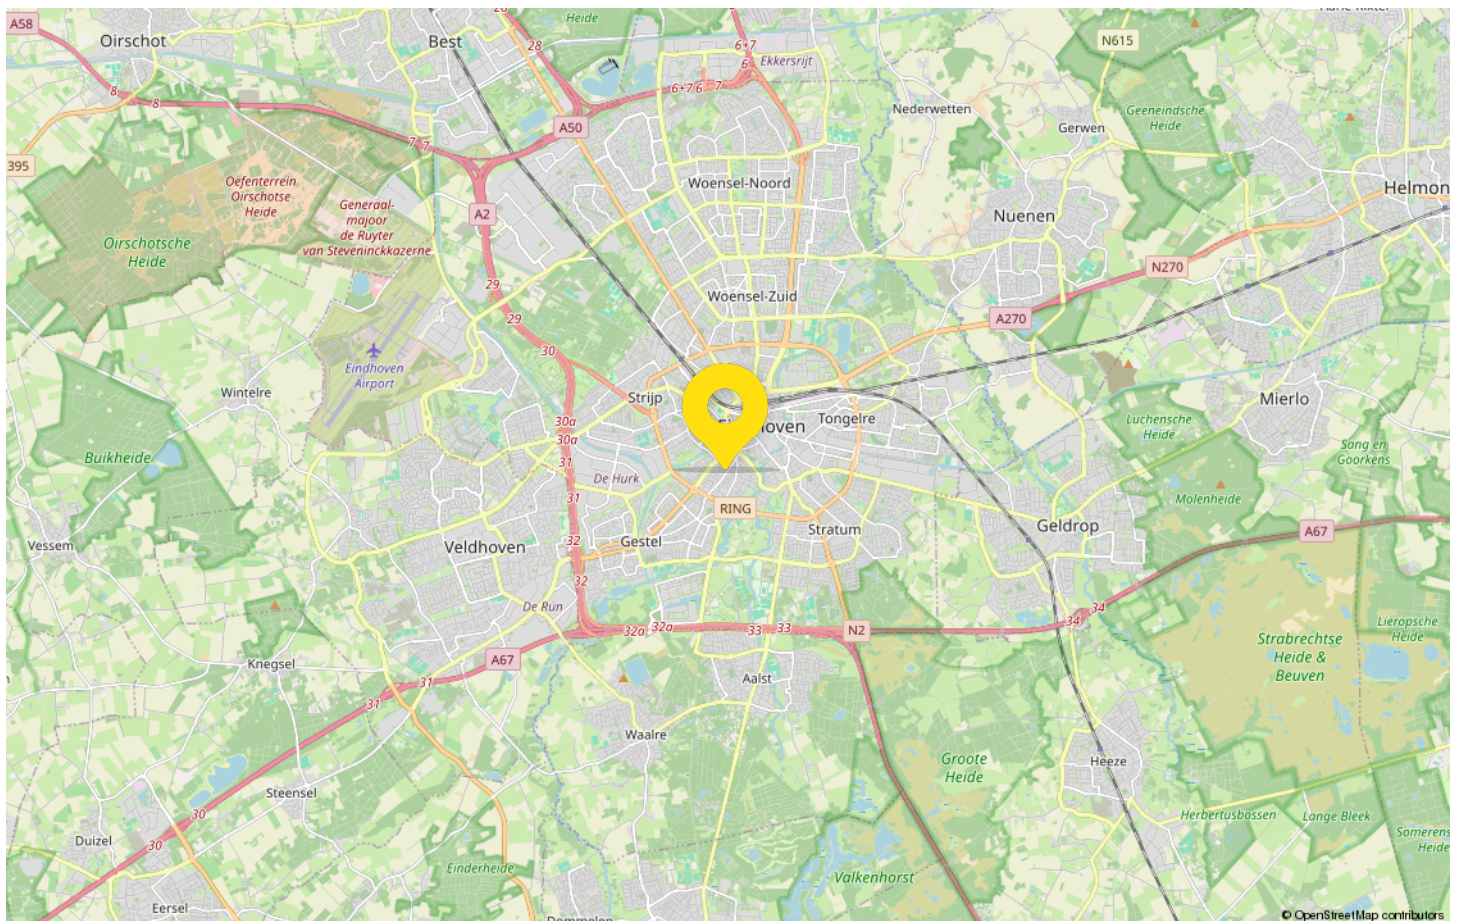 A58
Oirschot
Best
28
Heide
6+7
6
Ekkersrijt
N615
28
8
8
6+7 6
7
A50
7
7
Nederwetten
Gerwen
Geeneindsche
Heide
395
Oefenterrein
Oirschotse
Heide
Generaal-
majoor
de Ruyter
van Steveninckkazerne
A2
Woensel-Noord
Nuenen
Helmon
Oirschotsche
Heide
N270
29
29
Woensel-Zuid
A270
30
Eindhoven
Airport
Wintelre
Strijp
Tongelre
hoven
Mierlo
30a
30a
Luchensche
Heide
Sang en
Goorkens
Buikheide
31
De Hurk
31
Molenheide
RING
Stratum
Geldrop
A67
Vessem
Veldhoven
32
Gestel
32
De Run
32a
32a
33
33
N2
34
34
Lieropsche
Heide
Strabrechtse
Heide &
Beuven
Knegsel
A67
31
31
Aalst
Waalre
Groote
Heide
Heeze
Steensel
30
Herbertusbossen
Lange Bleek
Duizel
30
Somerens
Heide
Einderheide
Valkenhorst
Eersel
Dommelen
© OpenStreetMap contributors